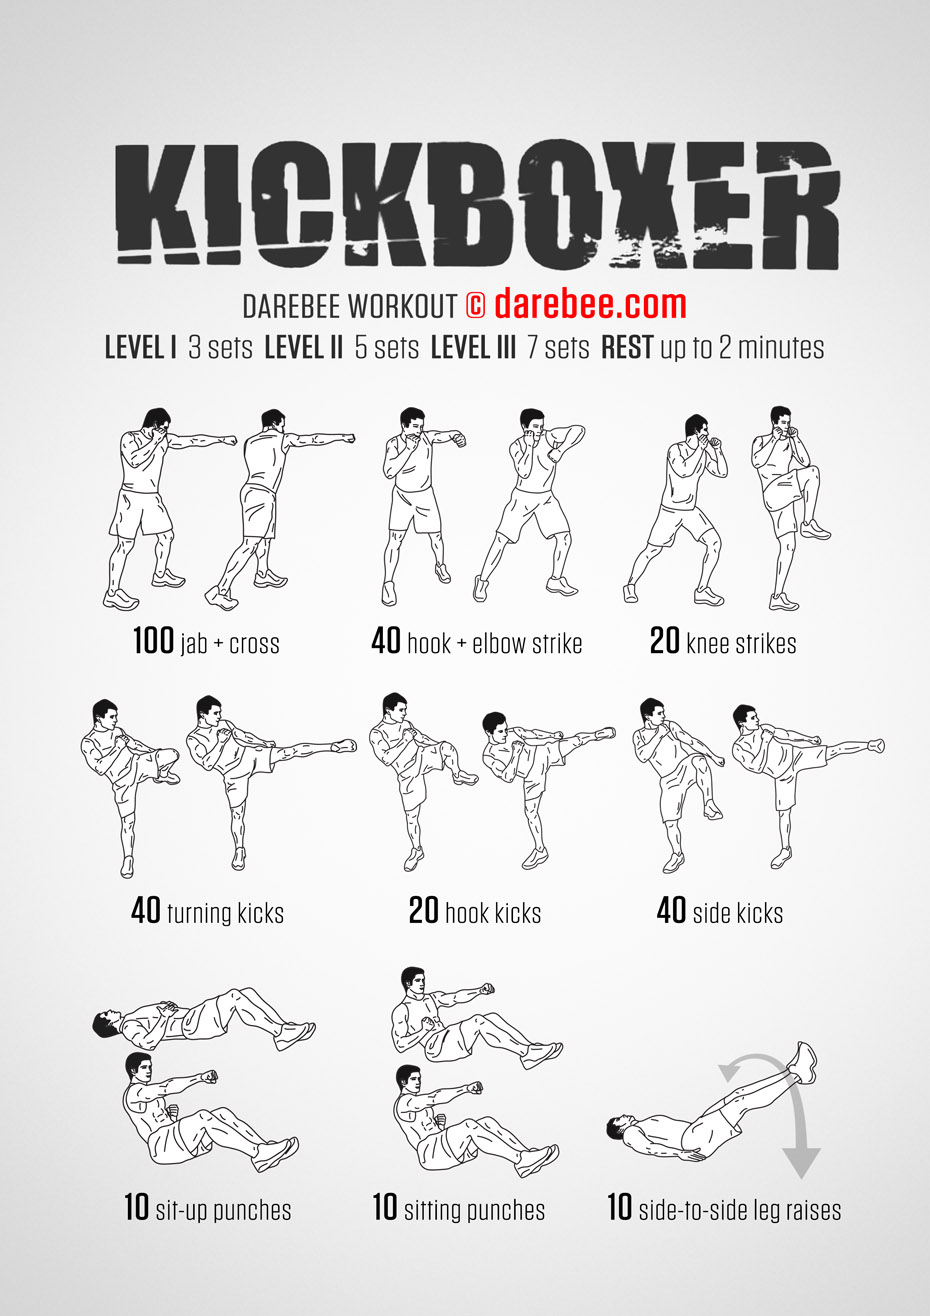 KICKBOXER
DAREBEE WORKOUT © darebee.com
LEVEL I 3 sets LEVEL II 5 sets LEVEL III 7 sets REST up to 2 minutes
100 jab + cross
40 hook + elbow strike
20 knee strikes
40 turning kicks
20 hook kicks
40 side kicks
10 sit-up punches
10 sitting punches
10 side-to-side leg raises